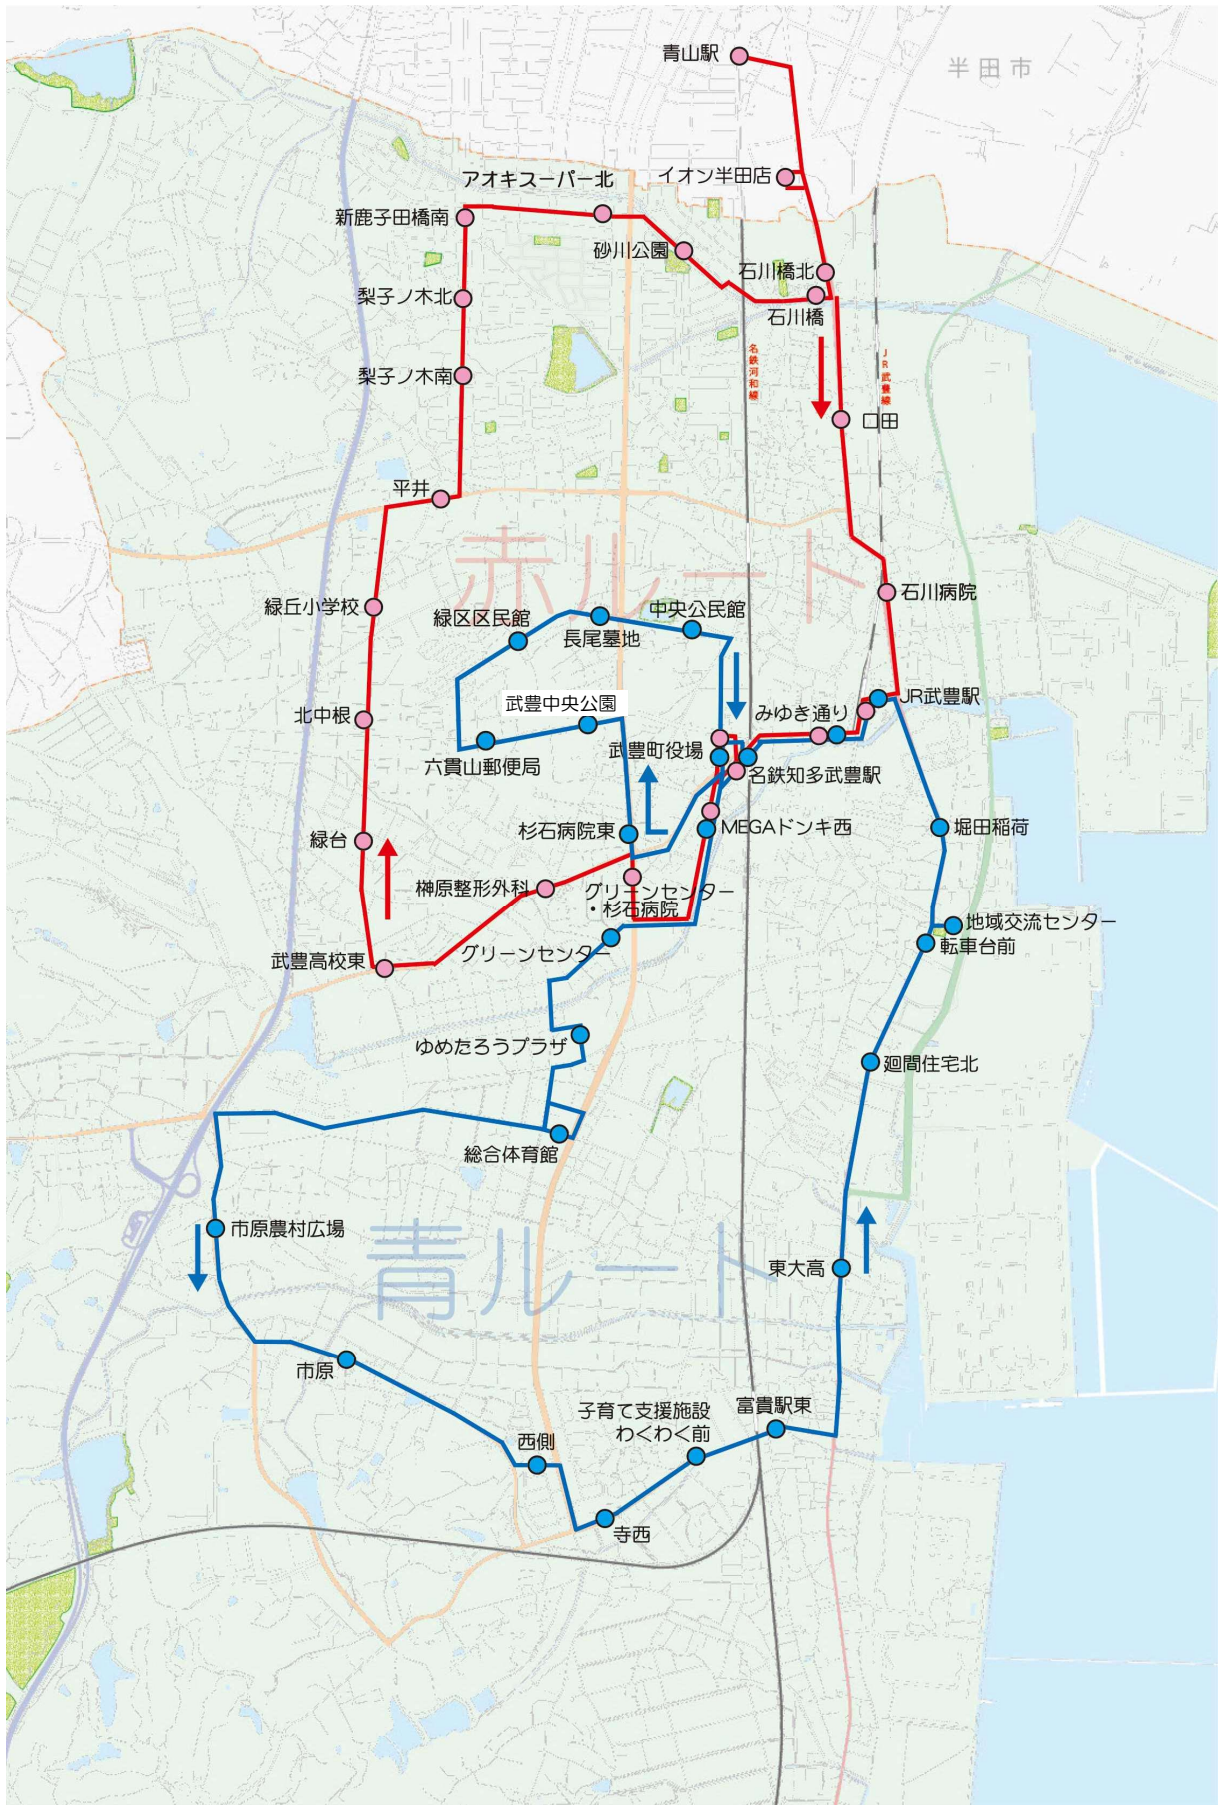 青山駅
半田市
イオン半田店
アオキスーパー北
新鹿子田橋南
砂川公園
石川橋北
石川橋
梨子ノ木北
梨子ノ木南
名鉄河和線
JR武豊線
口田
平井
赤ルート
石川病院
緑丘小学校
緑区区民館
長尾墓地
中央公民館
武豊中央公園
JR武豊駅
みゆき通り
北中根
六貫山郵便局
武豊町役場
名鉄知多武豊駅
杉石病院東
MEGAドンキ西
堀田稲荷
緑台
榊原整形外科
グリーンセンター
・杉石病院
地域交流センター
転車台前
武豊高校東
グリーンセンター
ゆめたろうプラザ
廻間住宅北
総合体育館
市原農村広場
青ルート
東大高
市原
子育て支援施設
わくわく前
富貴駅東
西側
寺西